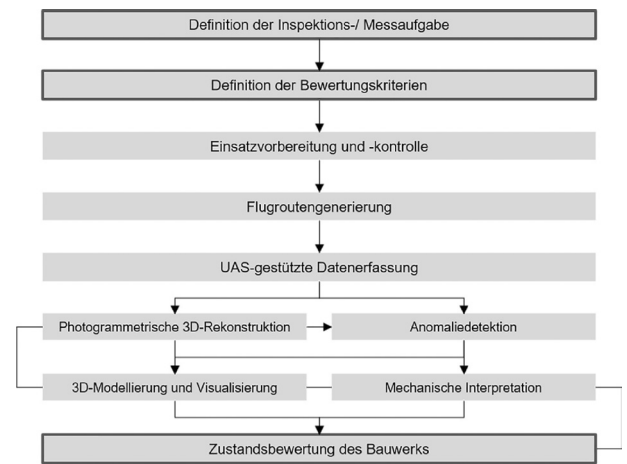 Definition der Inspektions-/ Messaufgabe
Definition der Bewertungskriterien
Einsatzvorbereitung und -kontrolle
Flugroutengenerierung
UAS-gestützte Datenerfassung
Photogrammetrische 3D-Rekonstruktion
Anomaliedetektion
3D-Modellierung und Visualisierung
Mechanische Interpretation
Zustandsbewertung des Bauwerks